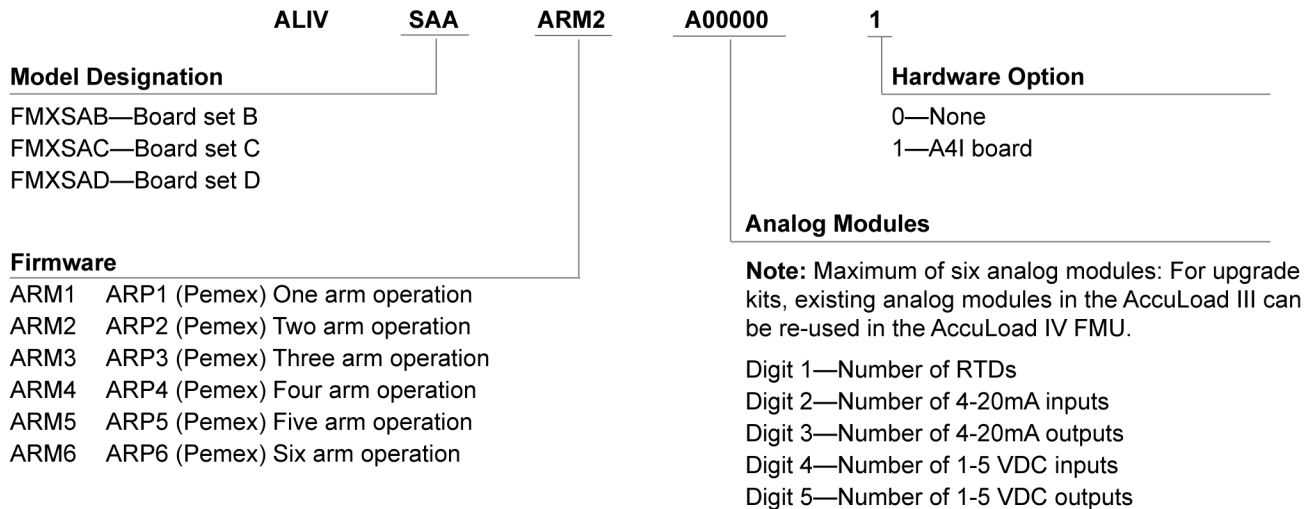 ALIV SAA ARM2 A00000 1
Model Designation
FMXSAB—Board set B
FMXSAC—Board set C
FMXSAD—Board set D
Firmware
ARM1 ARP1 (Pemex) One arm operation
ARM2 ARP2 (Pemex) Two arm operation
ARM3 ARP3 (Pemex) Three arm operation
ARM4 ARP4 (Pemex) Four arm operation
ARM5 ARP5 (Pemex) Five arm operation
ARM6 ARP6 (Pemex) Six arm operation
Hardware Option
0—None
1—A4I board
Analog Modules
Note: Maximum of six analog modules: For upgrade
kits, existing analog modules in the AccuLoad III can
be re-used in the AccuLoad IV FMU.
Digit 1—Number of RTDs
Digit 2—Number of 4-20mA inputs
Digit 3—Number of 4-20mA outputs
Digit 4—Number of 1-5 VDC inputs
Digit 5—Number of 1-5 VDC outputs